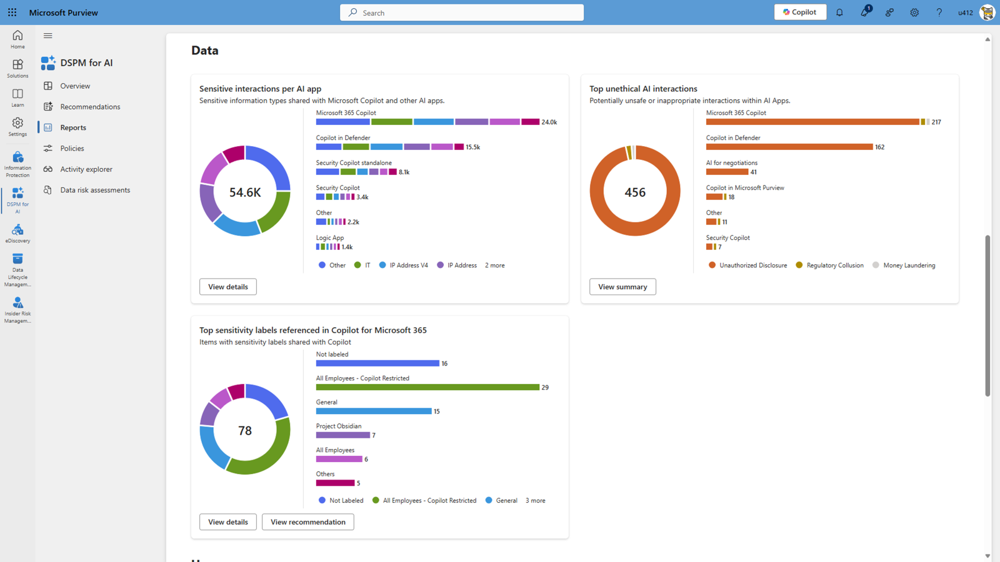 Microsoft Purview
Search
Copilot
1
u412
Home
Solutions
Learn
Settings
Information
Protection
DSPM for
AI
eDiscovery
Data
Lifecycle
Managem...
Insider Risk
Managem...
DSPM for AI
Overview
Recommendations
Reports
Policies
Activity explorer
Data risk assessments
Data
Sensitive interactions per AI app
Sensitive information types shared with Microsoft Copilot and other AI apps.
54.6K
Microsoft 365 Copilot
24.0k
Copilot in Defender
15.5k
Security Copilot standalone
8.1k
Security Copilot
3.4k
Other
2.2k
Logic App
1.4k
Other IT IP Address V4 IP Address 2 more
View details
Top unethical AI interactions
Potentially unsafe or inappropriate interactions within AI Apps.
456
Microsoft 365 Copilot
217
Copilot in Defender
162
AI for negotiations
41
Copilot in Microsoft Purview
18
Other
11
Security Copilot
7
Unauthorized Disclosure Regulatory Collusion Money Laundering
View summary
Top sensitivity labels referenced in Copilot for Microsoft 365
Items with sensitivity labels shared with Copilot
78
Not labeled
16
All Employees - Copilot Restricted
29
General
15
Project Obsidian
7
All Employees
6
Others
5
Not Labeled All Employees - Copilot Restricted General 3 more
View details View recommendation